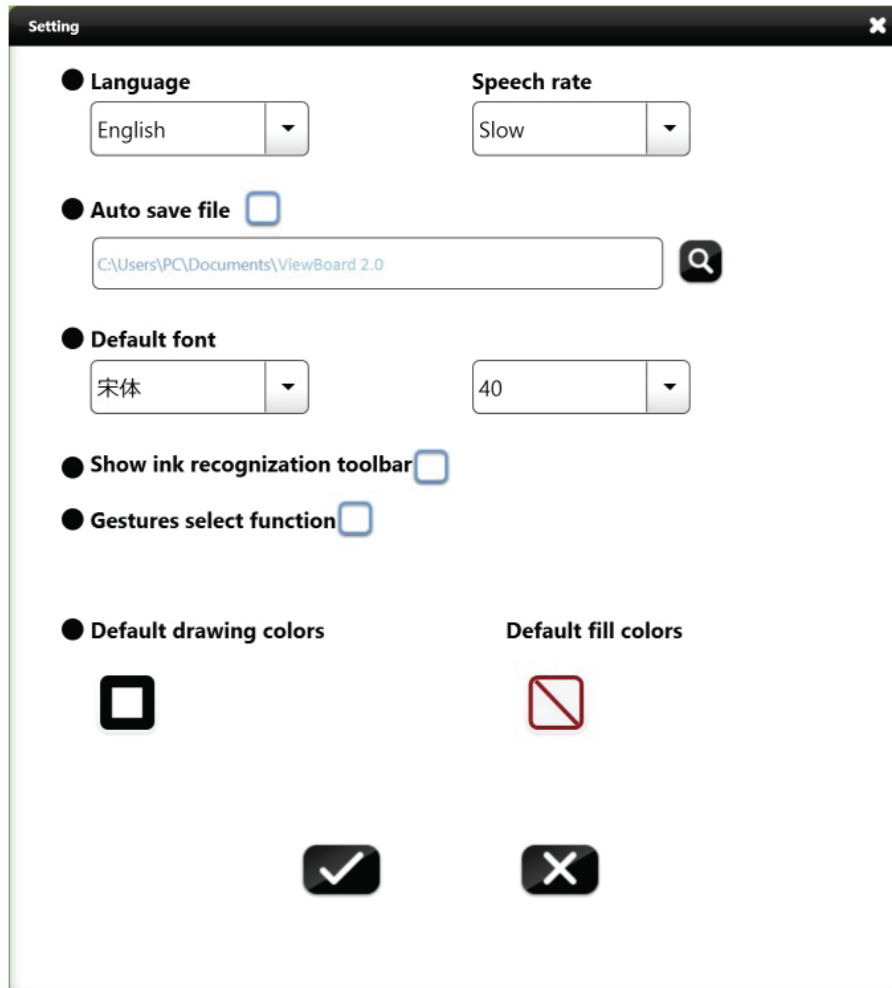 Setting
Language
Speech rate
English
Slow
Auto save file
C:\Users\PC\Documents\ViewBoard 2.0
Default font
宋体
40
Show ink recognization toolbar
Gestures select function
Default drawing colors
Default fill colors